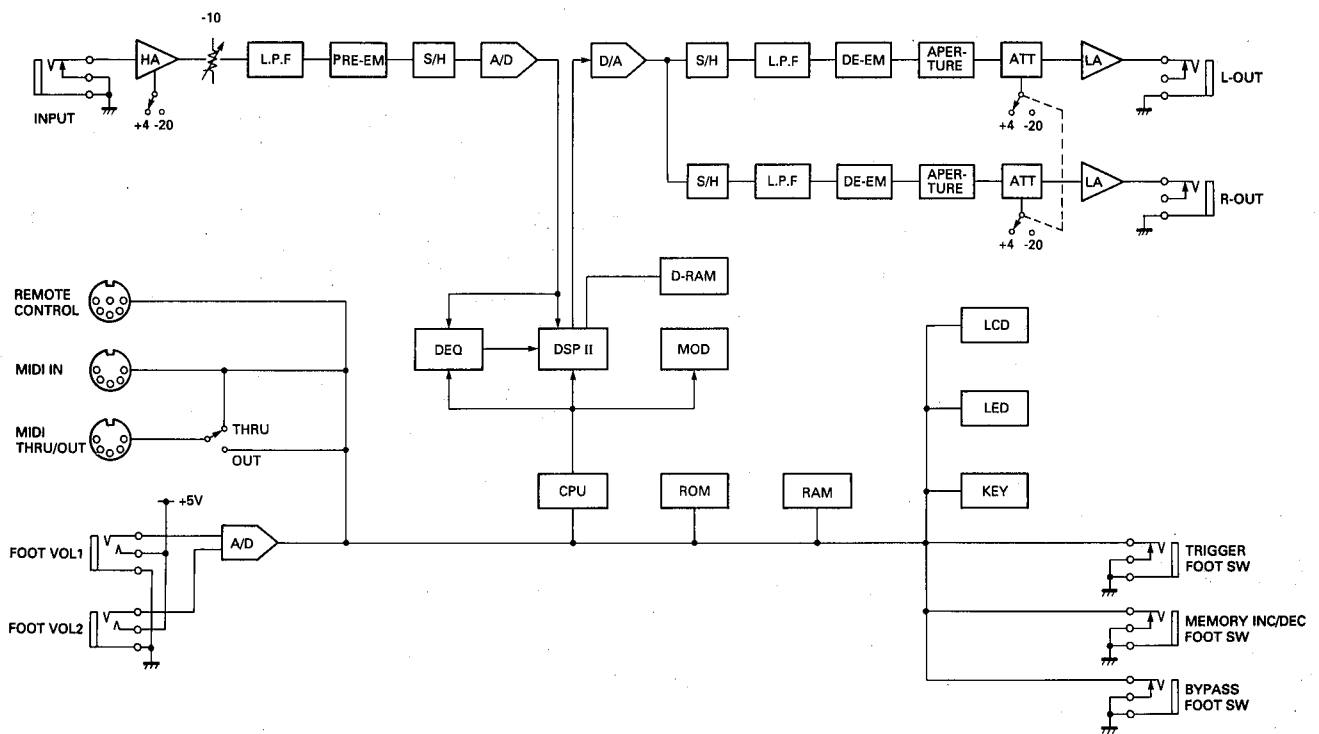 -10
HA
L.P.F
PRE-EM
S/H
A/D
D/A
S/H
L.P.F
DE-EM
APER-
TURE
ATT
LA
L-OUT
INPUT
+4 -20
+4 -20
S/H
L.P.F
DE-EM
APER-
TURE
ATT
LA
R-OUT
+4 -20
D-RAM
REMOTE
CONTROL
LCD
DEQ
DSP II
MOD
MIDI IN
LED
MIDI
THRU/OUT
THRU
OUT
CPU
ROM
RAM
KEY
+5V
FOOT VOL1
A/D
TRIGGER
FOOT SW
FOOT VOL2
MEMORY INC/DEC
FOOT SW
BYPASS
FOOT SW